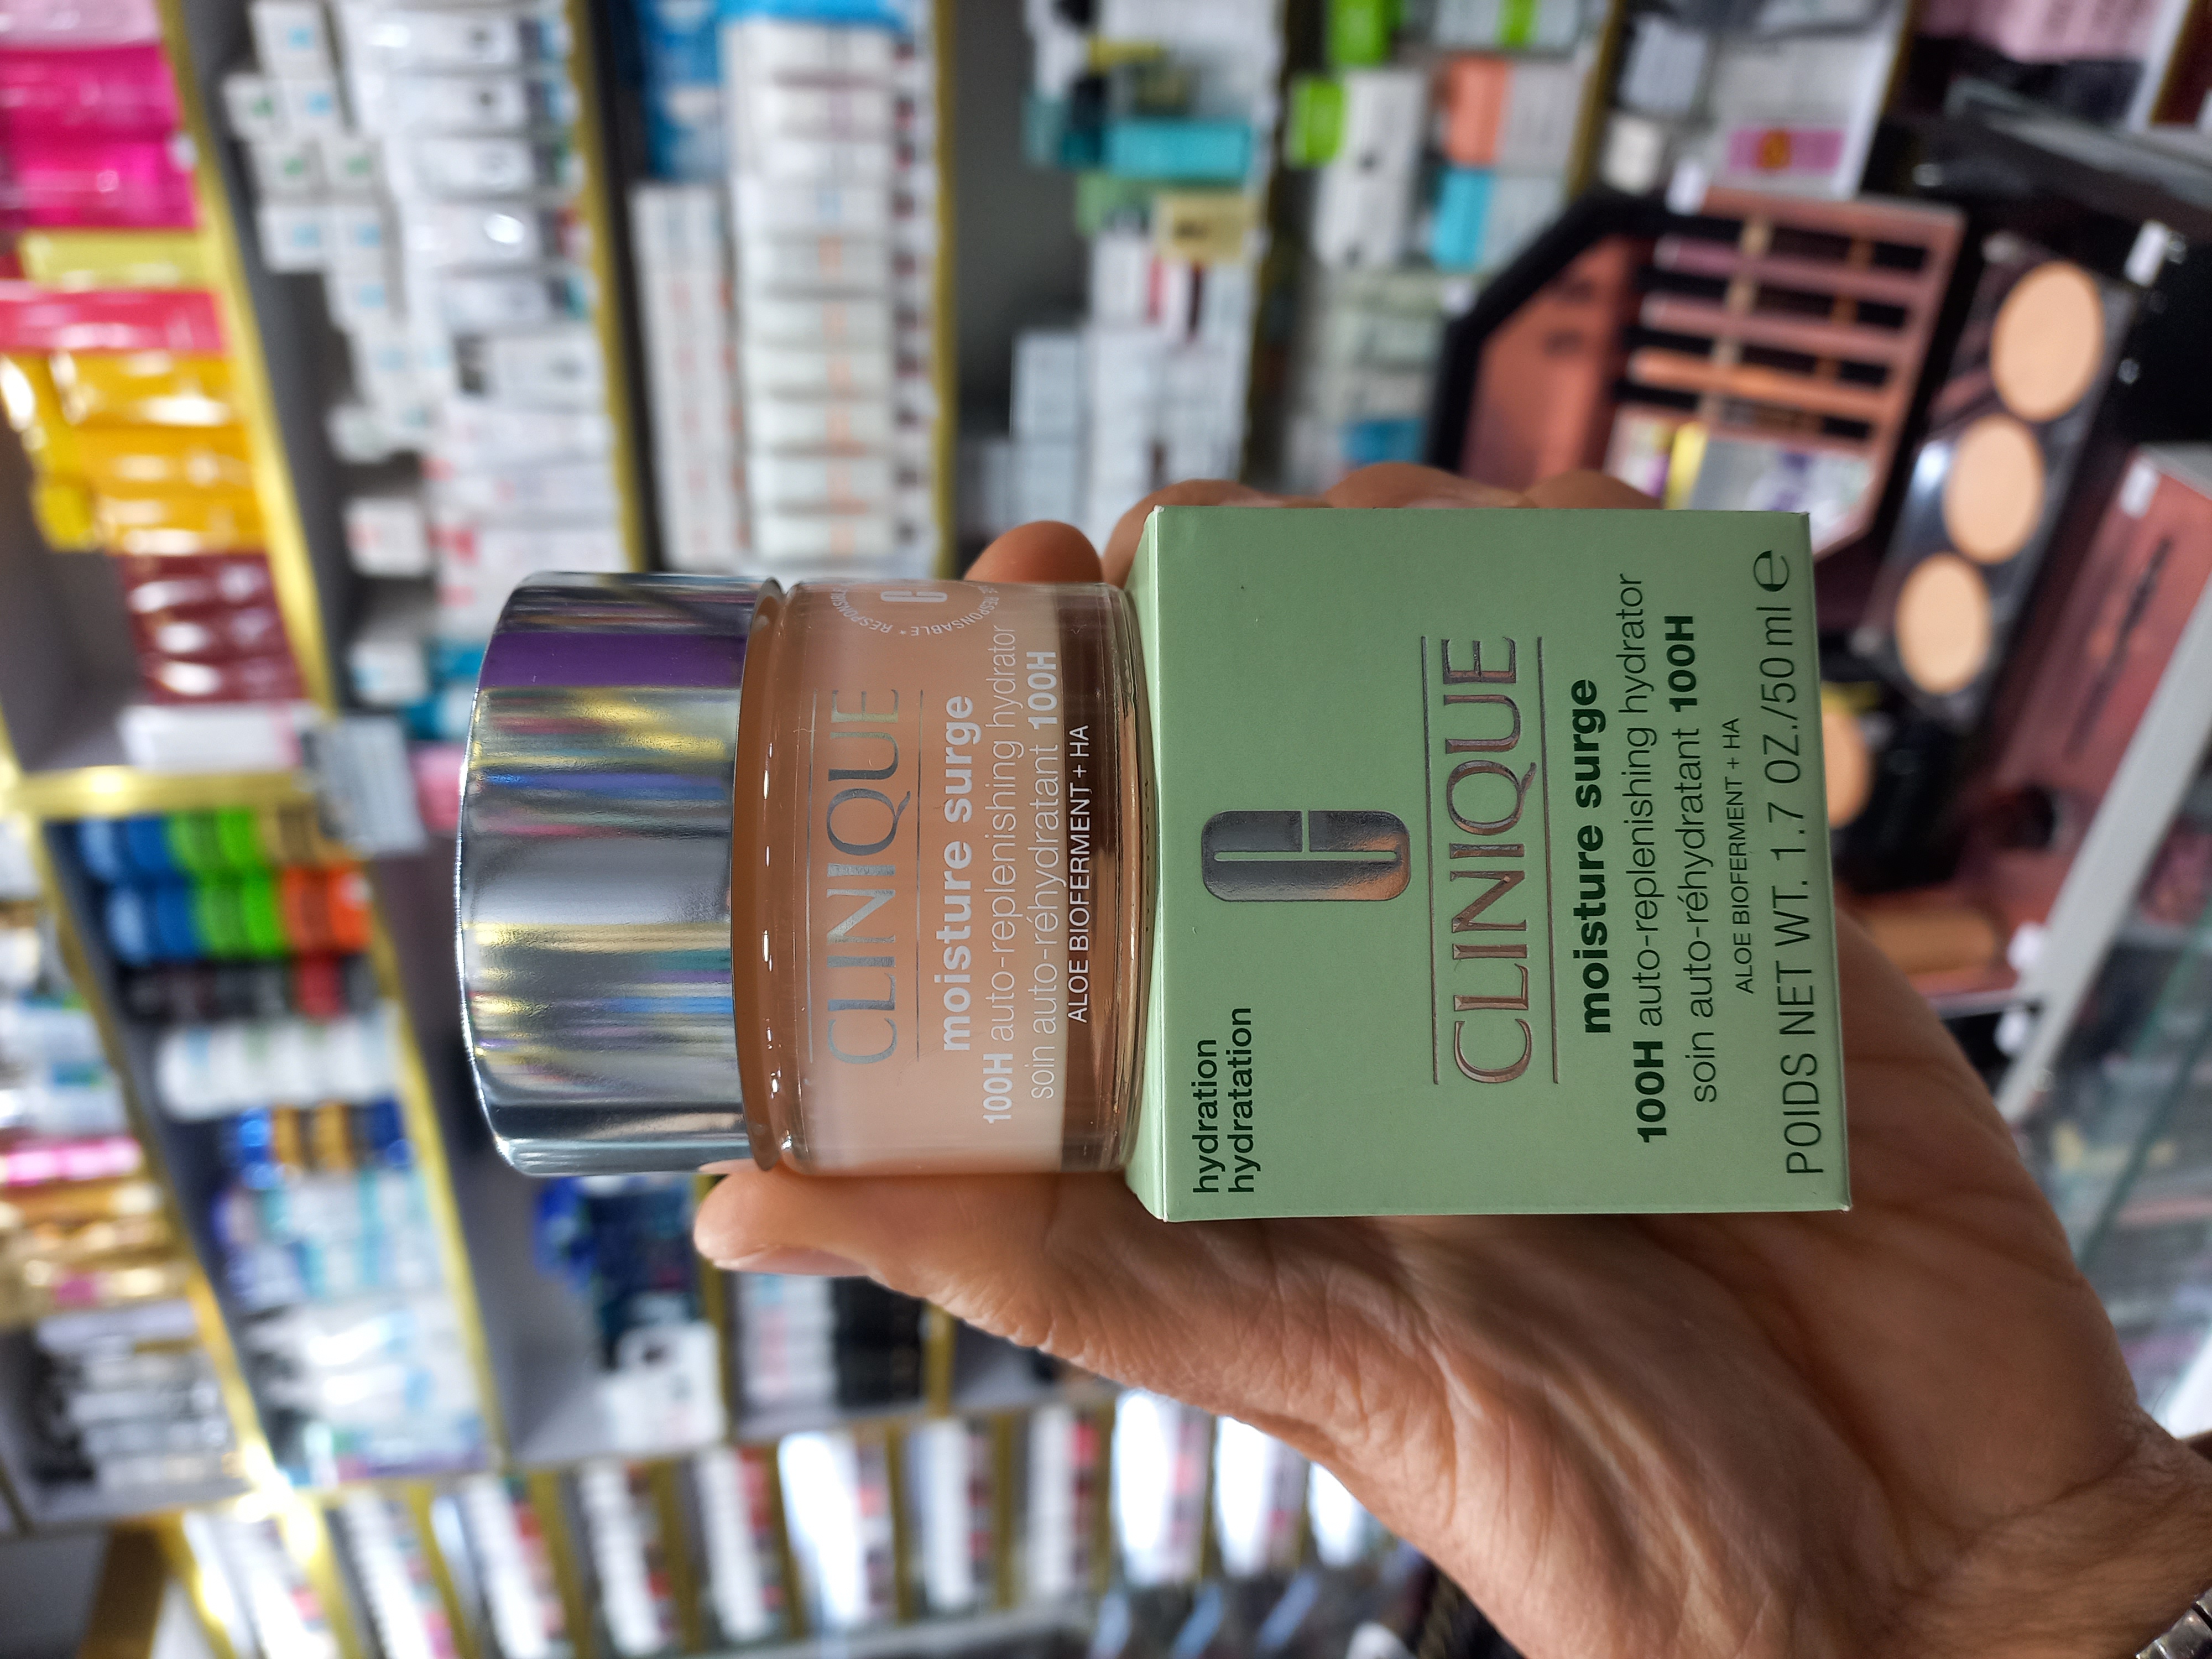 CLINIQUE
moisture surge
100H auto-replenishing hydrator
soin auto-réhydratant 100H
ALOE BIOFERMENT + HA
hydration
hydratation
C
CLINIQUE
moisture surge
100H auto-replenishing hydrator
soin auto-réhydratant 100H
ALOE BIOFERMENT + HA
POIDS NET WT. 1.7 OZ./50 ml ℮